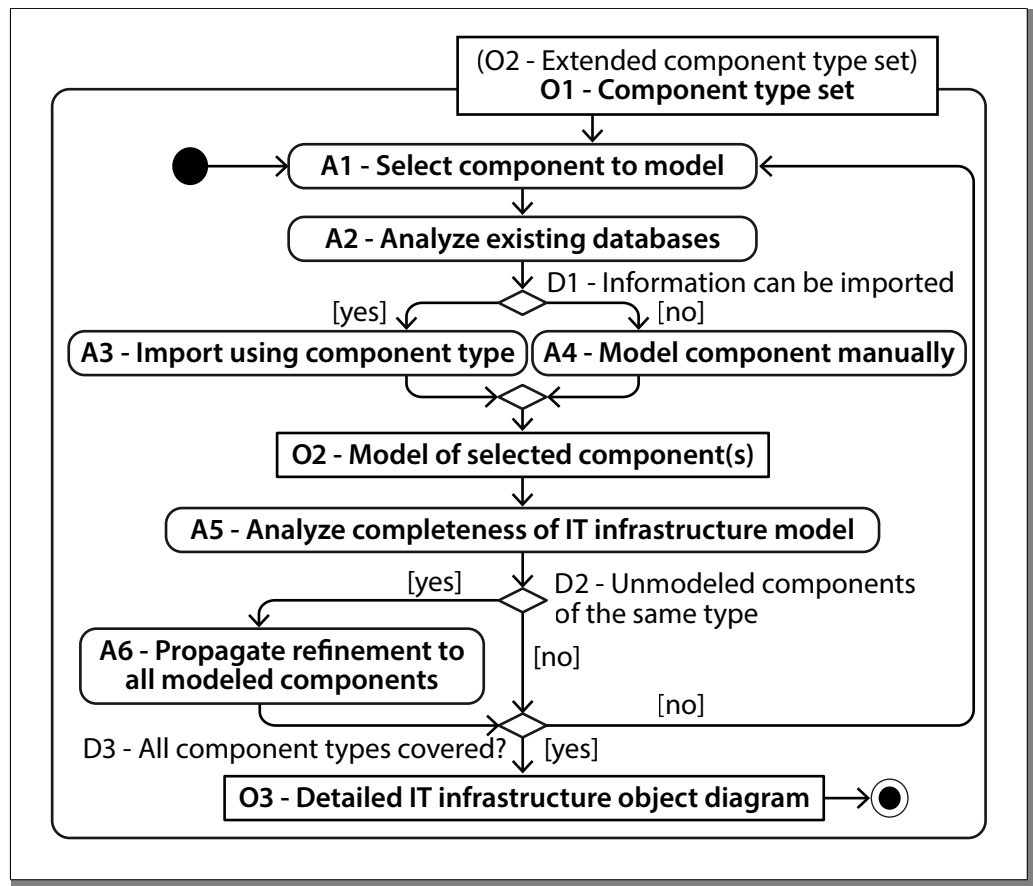 (O2 - Extended component type set)
O1 - Component type set
A1 - Select component to model
A2 - Analyze existing databases
D1 - Information can be imported
[yes]
[no]
A3 - Import using component type
A4 - Model component manually
O2 - Model of selected component(s)
A5 - Analyze completeness of IT infrastructure model
[yes]
D2 - Unmodeled components
of the same type
A6 - Propagate refinement to
all modeled components
[no]
[no]
D3 - All component types covered?
[yes]
O3 - Detailed IT infrastructure object diagram